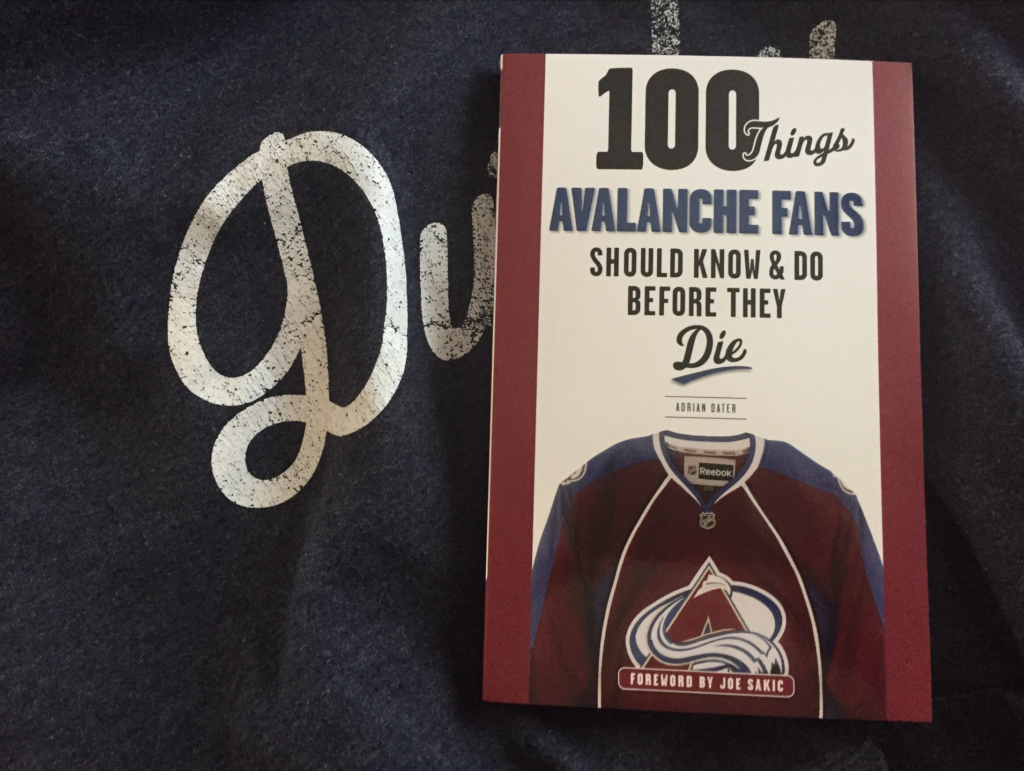 100 Things
AVALANCHE FANS
SHOULD KNOW & DO
BEFORE THEY
Die
ADRIAN DATER
Reebok
FOREWORD BY JOE SAKIC